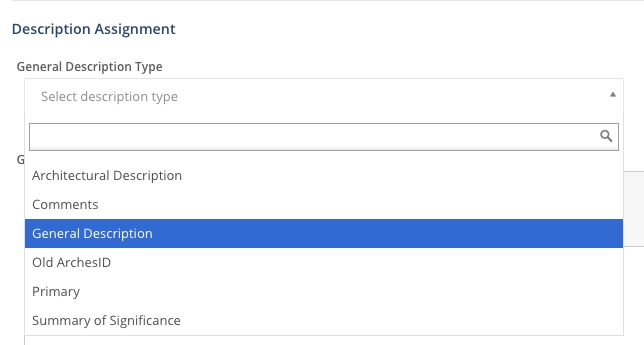 Description Assignment
General Description Type
Select description type
G
Architectural Description
Comments
General Description
Old ArchesID
Primary
Summary of Significance